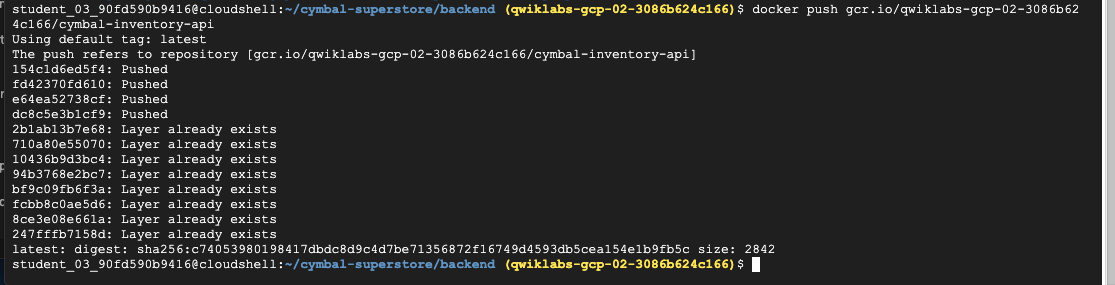 student_03_90fd590b9416@cloudshell:~/cymbal-superstore/backend (qwiklabs-gcp-02-3086b624c166)$ docker push gcr.io/qwiklabs-gcp-02-3086b62
4c166/cymbal-inventory-api
Using default tag: latest
The push refers to repository [gcr.io/qwiklabs-gcp-02-3086b624c166/cymbal-inventory-api]
154c1d6ed5f4: Pushed
fd42370fd610: Pushed
e64ea52738cf: Pushed
dc8c5e3b1cf9: Pushed
2b1ab13b7e68: Layer already exists
710a80e55070: Layer already exists
10436b9d3bc4: Layer already exists
94b3768e2bc7: Layer already exists
bf9c09fb6f3a: Layer already exists
fcbb8c0ae5d6: Layer already exists
8ce3e08e661a: Layer already exists
247fffb7158d: Layer already exists
latest: digest: sha256:c74053980198417dbdc8d9c4d7be71356872f16749d4593db5cea154e1b9fb5c size: 2842
student_03_90fd590b9416@cloudshell:~/cymbal-superstore/backend (qwiklabs-gcp-02-3086b624c166)$